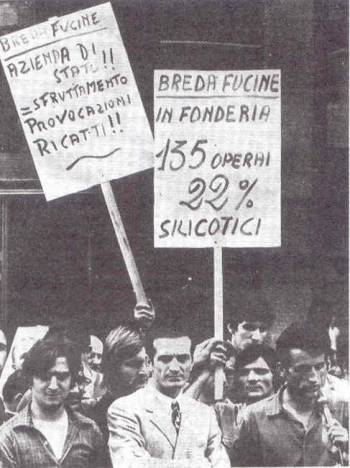 BREDA FUCINE
AZIENDA DI
STATO!!
=SFRUTTAMENTO
PROVOCAZIONI
RICATTI!!
BREDA FUCINE
IN FONDERIA
135 OPERAI
22%
SILICOTICI